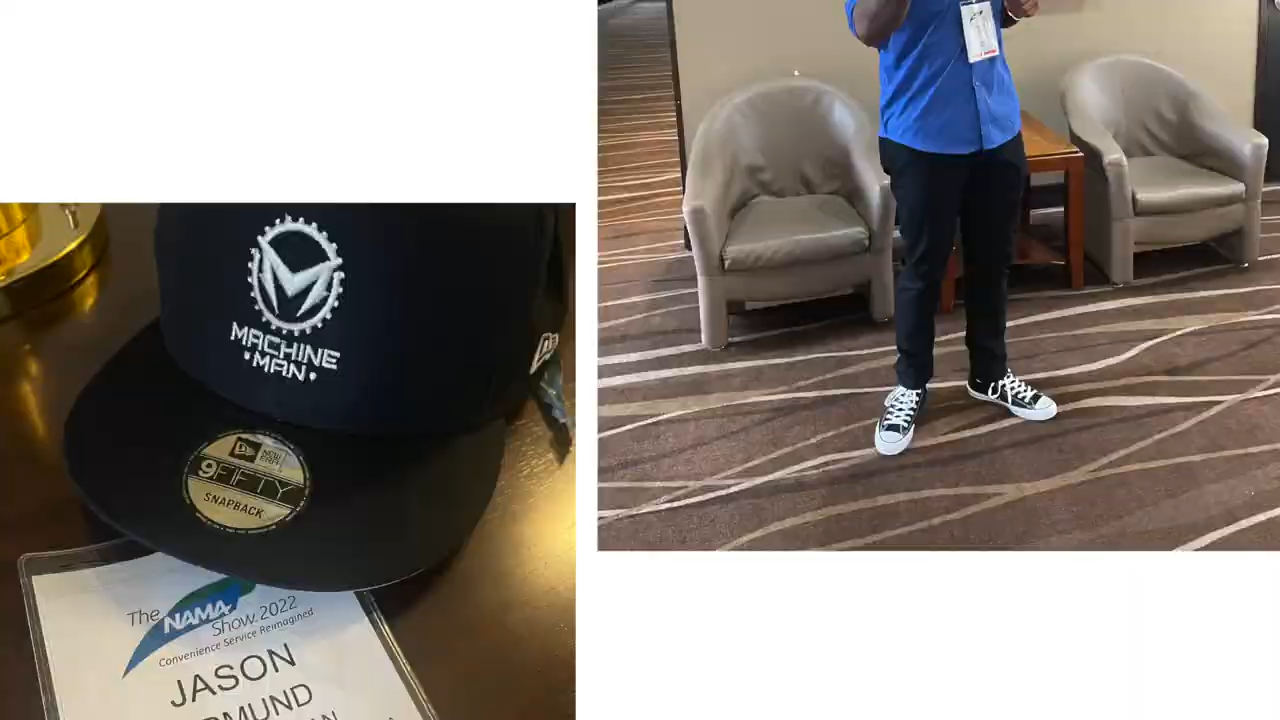 MACHINE
MAN
NEW ERA
9FIFTY
SNAPBACK
The NAMA Show 2022
Convenience Service Reimagined
JASON